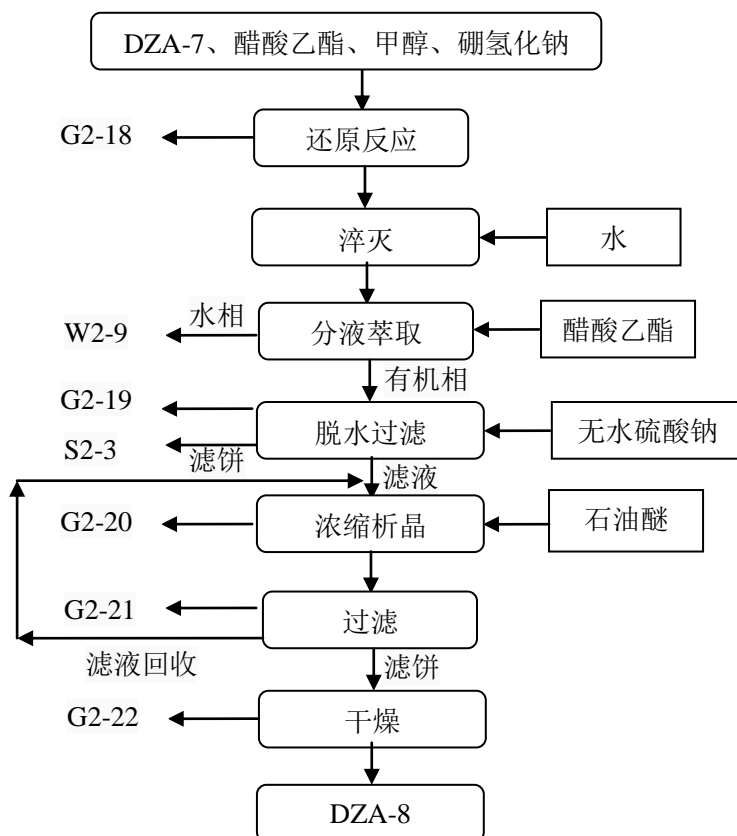 DZA-7、醋酸乙酯、甲醇、硼氢化钠
G2-18
还原反应
淬灭
水
W2-9
水相
分液萃取
醋酸乙酯
有机相
G2-19
脱水过滤
无水硫酸钠
S2-3
滤饼
滤液
G2-20
浓缩析晶
石油醚
G2-21
过滤
滤液回收
滤饼
G2-22
干燥
DZA-8